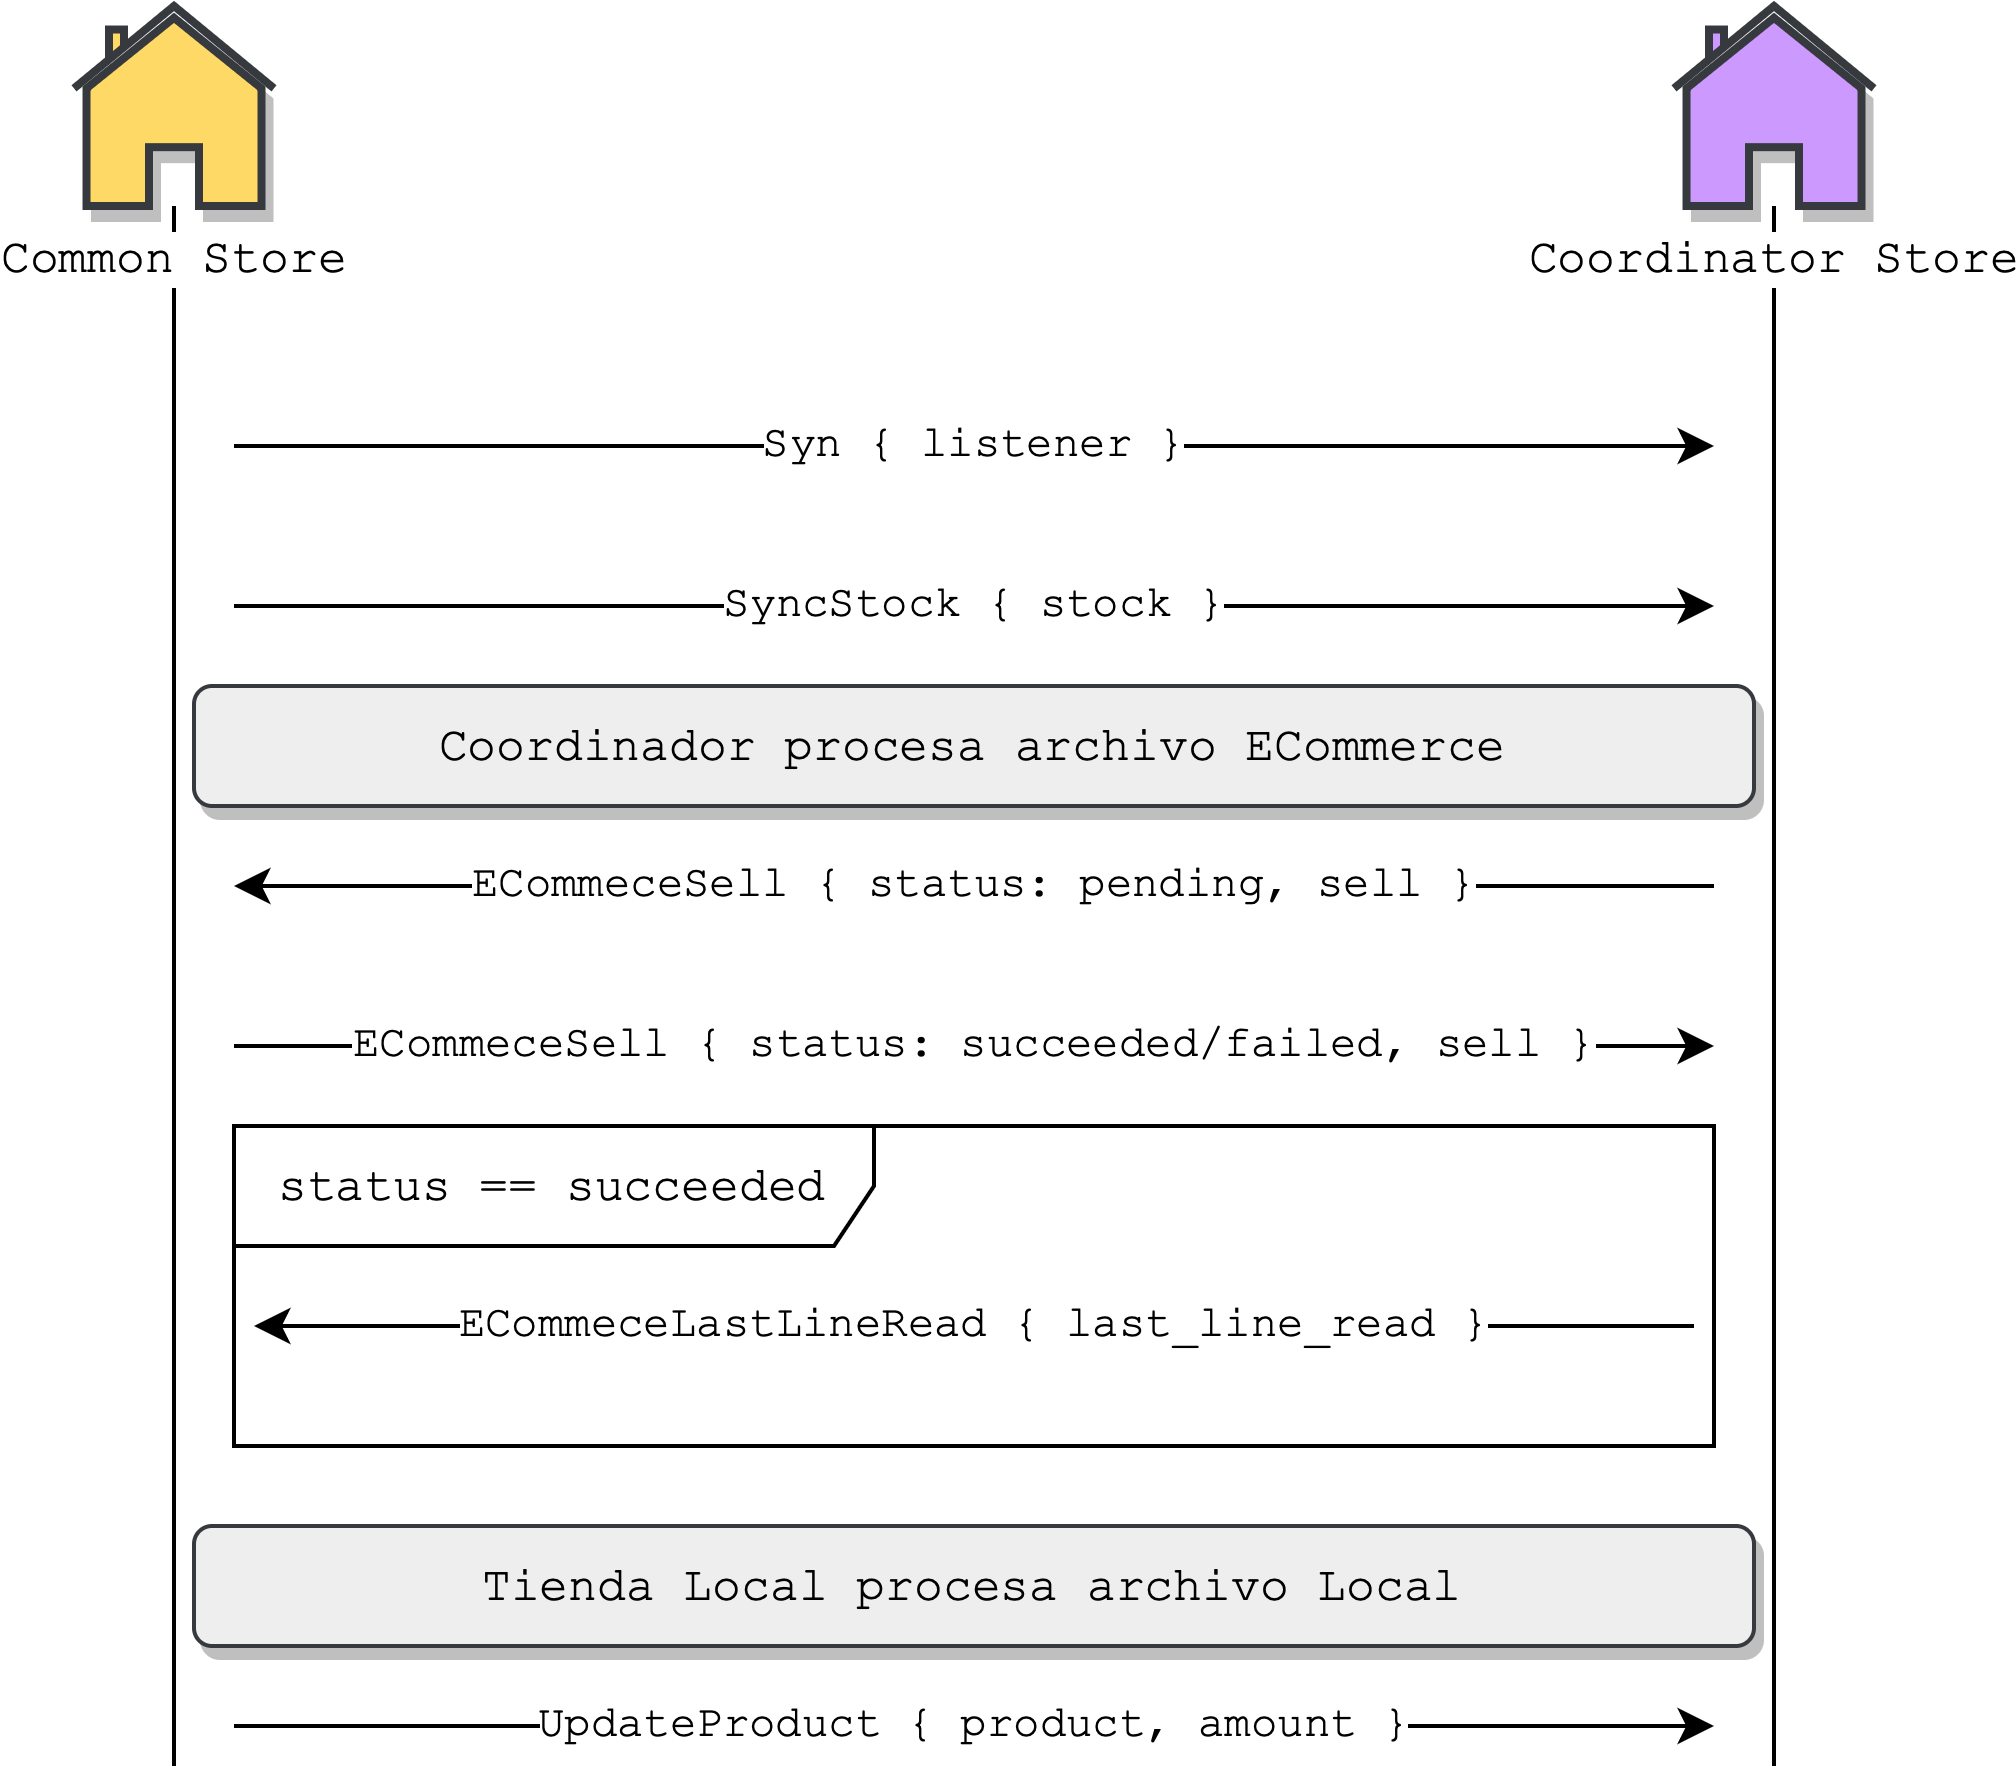 Common Store
Coordinator Store
Syn { listener }
SyncStock { stock }
Coordinador procesa archivo ECommerce
ECommeceSell { status: pending, sell }
ECommeceSell { status: succeeded/failed, sell }
status == succeeded
ECommeceLastLineRead { last_line_read }
Tienda Local procesa archivo Local
UpdateProduct { product, amount }